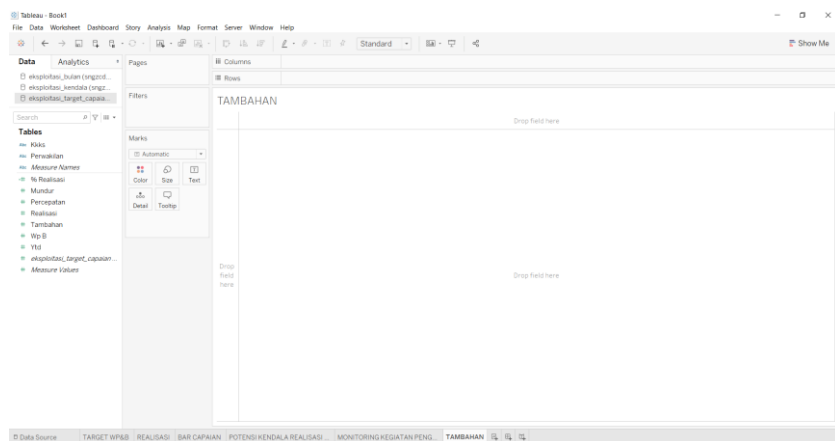 Tableau - Book1
File Data Worksheet Dashboard Story Analysis Map Format Server Window Help
Standard
Show Me
Data Analytics
Pages
Columns
Rows
eksploitasi_bulan (sngzcd...
eksploitasi_kendala (sngz...
eksploitasi_target_capaia...
Filters
TAMBAHAN
Search
Drop field here
Tables
Abc Kkks
Abc Perwakilan
Abc Measure Names
% Realisasi
Mundur
Percepatan
Realisasi
Tambahan
Wp B
Ytd
eksploitasi_target_capaian...
Measure Values
Marks
Automatic
Color Size Text
Detail Tooltip
Drop
field
here
Drop field here
Data Source TARGET WP&B REALISASI BAR CAPAIAN POTENSI KENDALA REALISASI ... MONITORING KEGIATAN PENG... TAMBAHAN